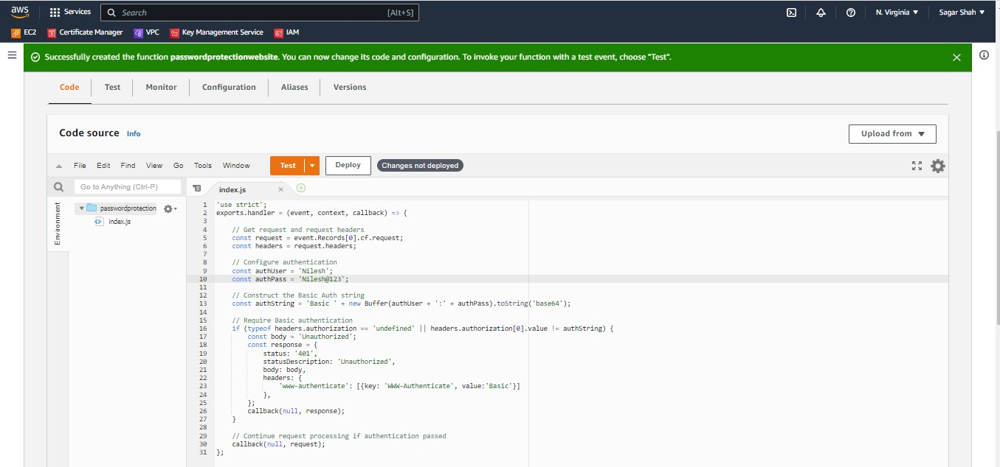 aws Services Search [Alt+S] N. Virginia Sagar Shah
EC2 Certificate Manager VPC Key Management Service IAM
Successfully created the function passwordprotectionwebsite. You can now change its code and configuration. To invoke your function with a test event, choose "Test".
Code Test Monitor Configuration Aliases Versions
Code source Info Upload from
File Edit Find View Go Tools Window Test Deploy Changes not deployed
Go to Anything (Ctrl-P) index.js
Environment
passwordprotection
index.js
1 'use strict';
2 exports.handler = (event, context, callback) => {
3
4 // Get request and request headers
5 const request = event.Records[0].cf.request;
6 const headers = request.headers;
7
8 // Configure authentication
9 const authUser = 'Nilesh';
10 const authPass = 'Nilesh@123';
11
12 // Construct the Basic Auth string
13 const authString = 'Basic ' + new Buffer(authUser + ':' + authPass).toString('base64');
14
15 // Require Basic authentication
16 if (typeof headers.authorization == 'undefined' || headers.authorization[0].value != authString) {
17 const body = 'Unauthorized';
18 const response = {
19 status: '401',
20 statusDescription: 'Unauthorized',
21 body: body,
22 headers: {
23 'www-authenticate': [{key: 'WWW-Authenticate', value:'Basic'}]
24 },
25 };
26 callback(null, response);
27 }
28
29 // Continue request processing if authentication passed
30 callback(null, request);
31 };